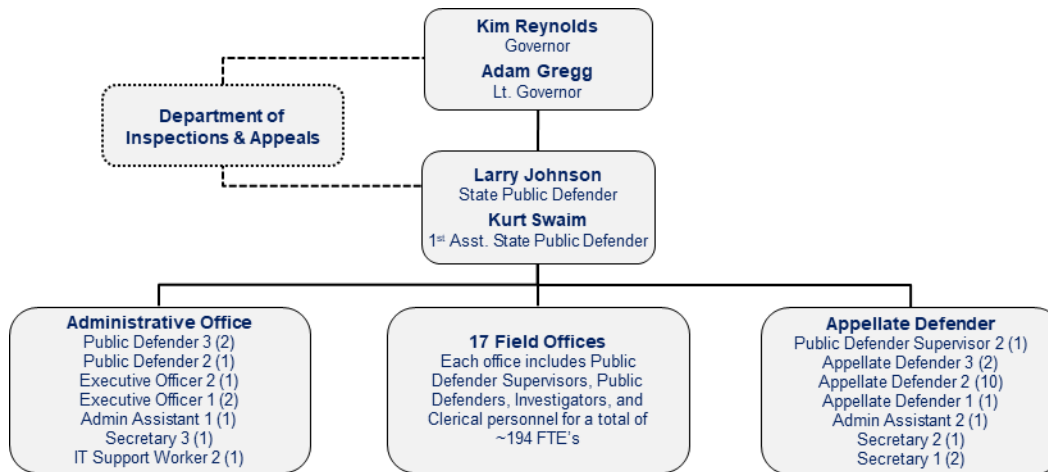 Kim Reynolds
Governor
Adam Gregg
Lt. Governor
Department of
Inspections & Appeals
Larry Johnson
State Public Defender
Kurt Swaim
1st Asst. State Public Defender
Administrative Office
Public Defender 3 (2)
Public Defender 2 (1)
Executive Officer 2 (1)
Executive Officer 1 (2)
Admin Assistant 1 (1)
Secretary 3 (1)
IT Support Worker 2 (1)
17 Field Offices
Each office includes Public
Defender Supervisors, Public
Defenders, Investigators, and
Clerical personnel for a total of
~194 FTE's
Appellate Defender
Public Defender Supervisor 2 (1)
Appellate Defender 3 (2)
Appellate Defender 2 (10)
Appellate Defender 1 (1)
Admin Assistant 2 (1)
Secretary 2 (1)
Secretary 1 (2)